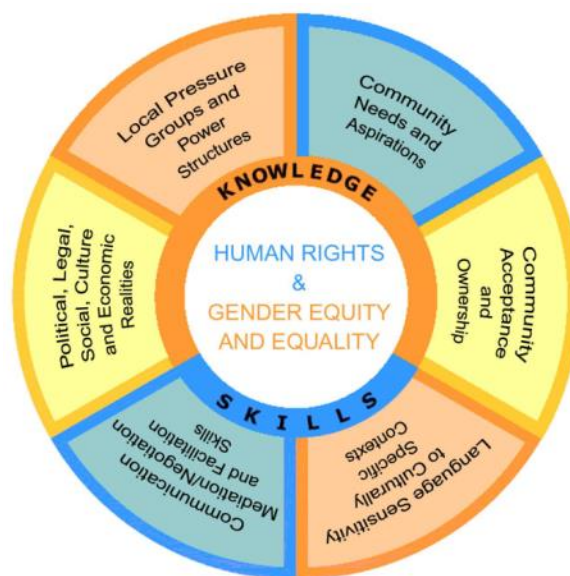 Local Pressure
Groups and
Power
Structures
Community
Needs and
Aspirations
Political, Legal,
Social, Culture
and Economic
Realities
KNOWLEDGE
HUMAN RIGHTS
&
GENDER EQUITY
AND EQUALITY
SKILLS
Community
Acceptance
and
Ownership
Communication
Mediation/Negotiation
and Facilitation
Skills
Language Sensitivity
to Culturally
Specific
Contexts